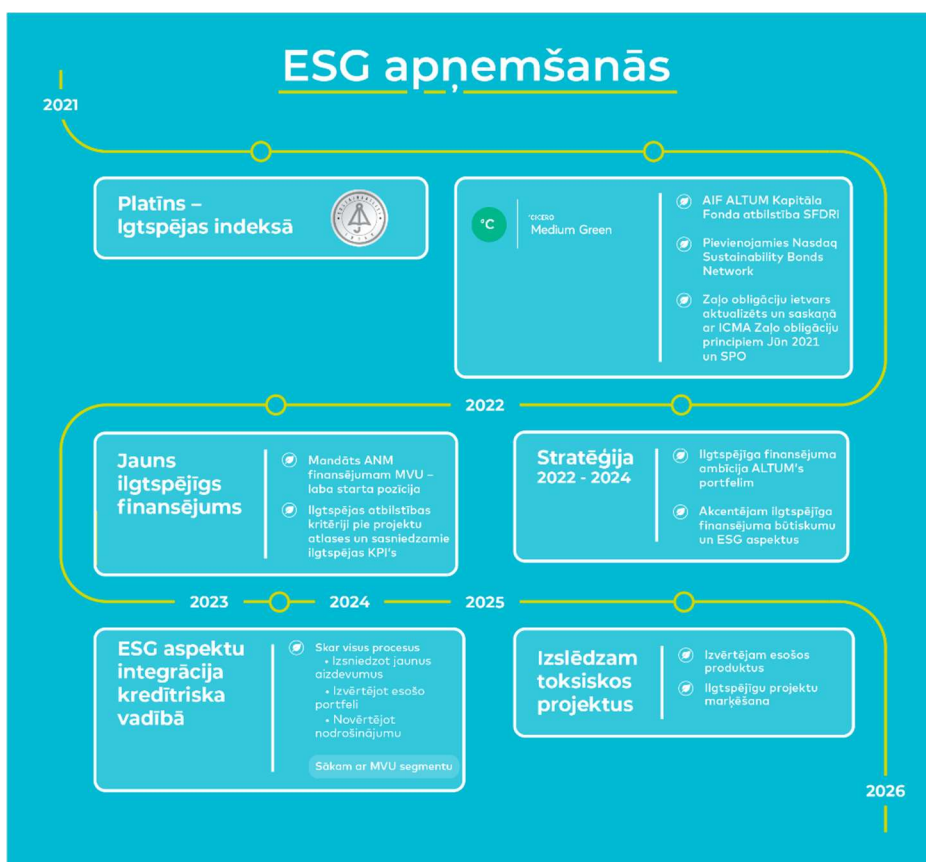 ESG apņemšanās
2021
Platīns –
Igtspējas indeksā
°C
°CICERO
Medium Green
AIF ALTUM Kapitāla
Fonda atbilstība SFDRI
Pievienojamies Nasdaq
Sustainability Bonds
Network
Zaļo obligāciju ietvars
aktualizēts un saskaņā
ar ICMA Zaļo obligāciju
principiem Jūn 2021
un SPO
2022
Jauns
ilgtspējīgs
finansējums
Mandāts ANM
finansējumam MVU –
laba starta pozīcija
Ilgtspējas atbilstības
kritēriji pie projektu
atlases un sasniedzamie
ilgtspējas KPI's
Stratēģija
2022 - 2024
Ilgtspējīga finansējuma
ambīcija ALTUM's
portfelim
Akcentējam ilgtspējīga
finansējuma būtiskumu
un ESG aspektus
2023
2024
2025
ESG aspektu
integrācija
kredītriska
vadībā
Skar visus procesus
• Izsniedzot jaunus
aizdevumus
• Izvērtējot esošo
portfeli
• Novērtējot
nodrošinājumu
Sākam ar MVU segmentu
Izslēdzam
toksiskos
projektus
Izvērtējam esošos
produktus
Ilgtspējīgu projektu
marķēšana
2026